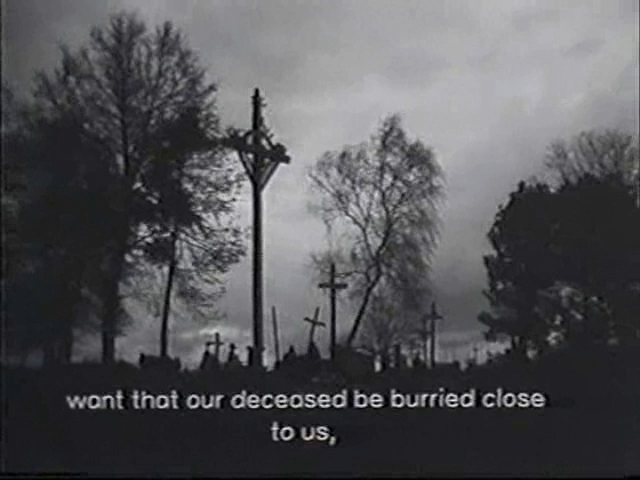 want that our deceased be burried close
to us,